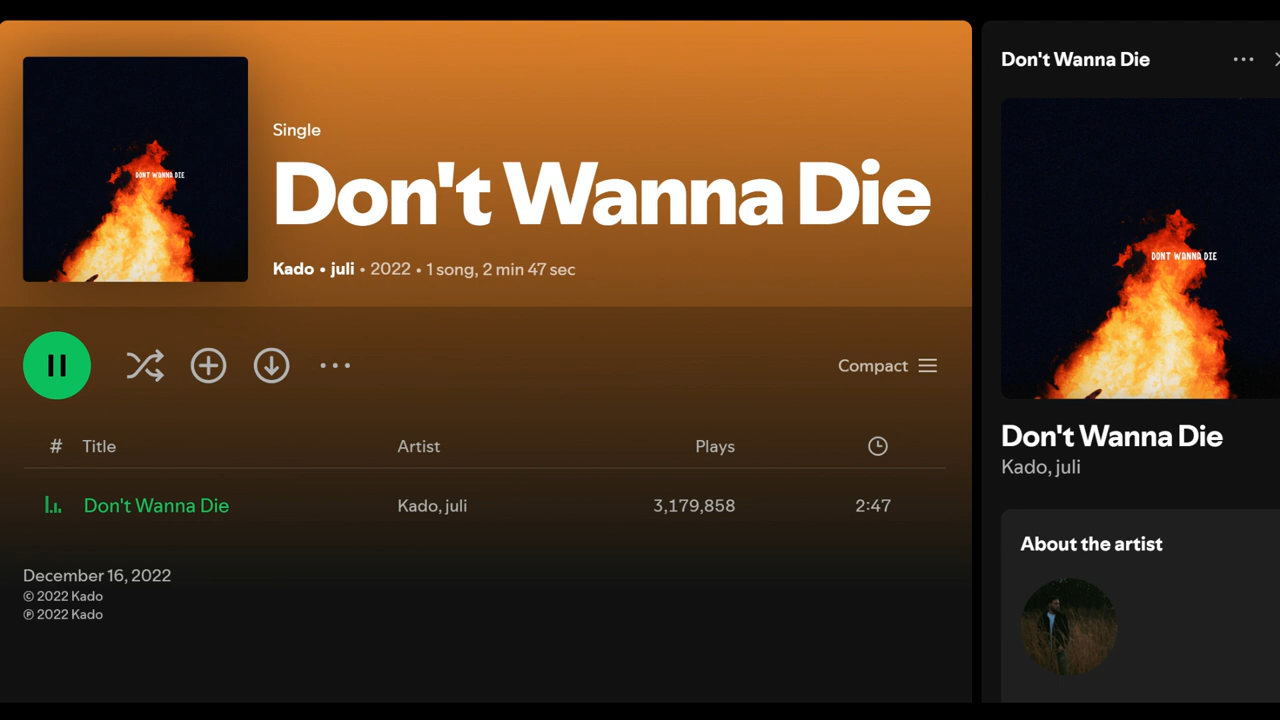 DON'T WANNA DIE
Single
Don't Wanna Die
Kado • juli • 2022 • 1 song, 2 min 47 sec
Compact
# Title Artist Plays
Don't Wanna Die Kado, juli 3,179,858 2:47
December 16, 2022
© 2022 Kado
℗ 2022 Kado
Don't Wanna Die
DON'T WANNA DIE
Don't Wanna Die
Kado, juli
About the artist